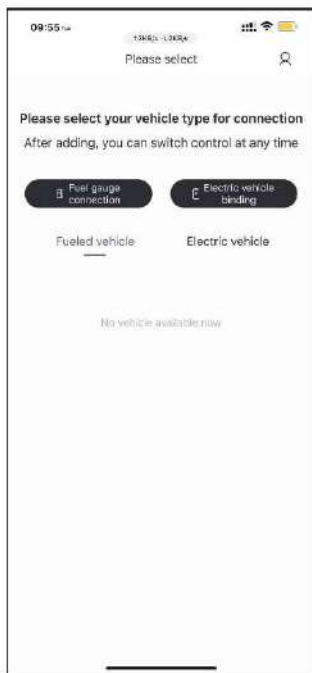 09:55
Please select
Please select your vehicle type for connection
After adding, you can switch control at any time
Fuel gauge
connection
Electric vehicle
binding
Fueled vehicle
Electric vehicle
No vehicle available now